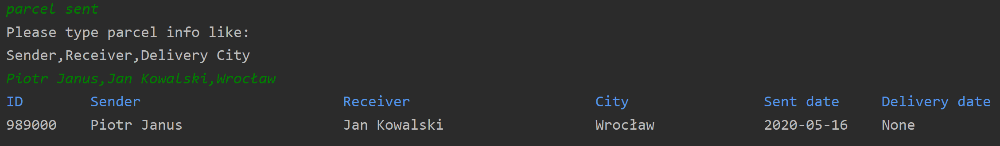 parcel sent
Please type parcel info like:
Sender,Receiver,Delivery City
Piotr Janus,Jan Kowalski,Wrocław
ID Sender Receiver City Sent date Delivery date
989000 Piotr Janus Jan Kowalski Wrocław 2020-05-16 None